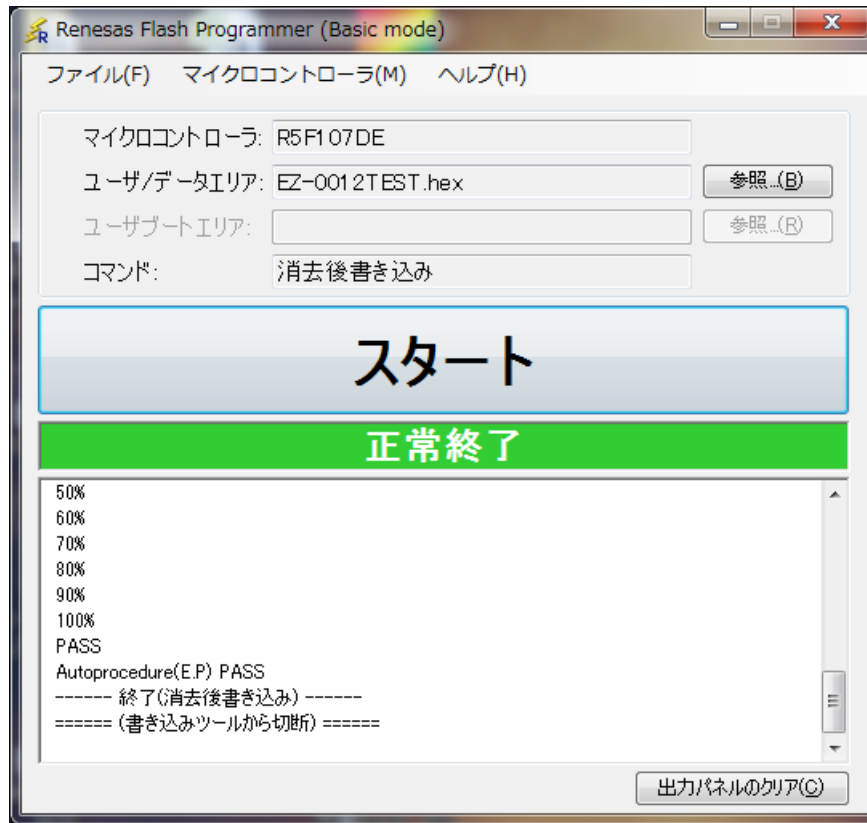 Renesas Flash Programmer (Basic mode)
ファイル(F) マイクロコントローラ(M) ヘルプ(H)
マイクロコントローラ: R5F107DE
ユーザ/データエリア: EZ-0012TEST.hex 参照...(B)
ユーザブートエリア: 参照...(R)
コマンド: 消去後書き込み
スタート
正常終了
50%
60%
70%
80%
90%
100%
PASS
Autoprocedure(E.P) PASS
------ 終了(消去後書き込み) ------
====== (書き込みツールから切断) ======
出力パネルのクリア(C)